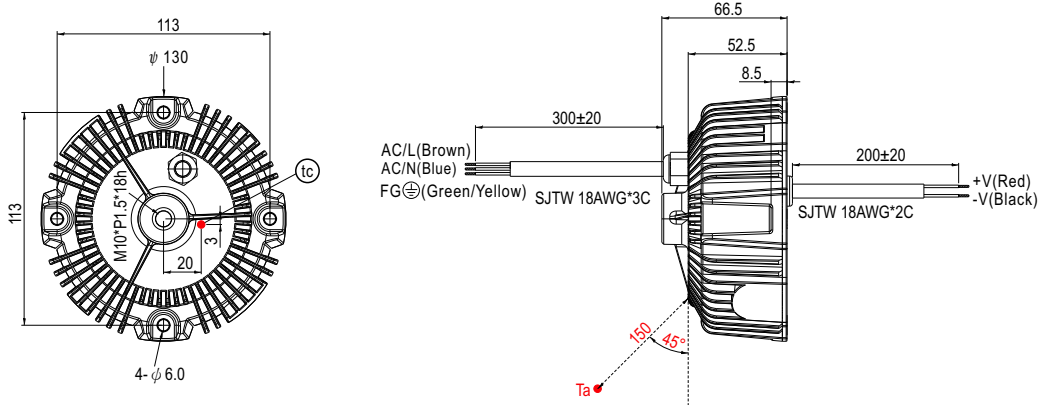 113
ψ 130
113
M10*P1.5*18h
tc
3
20
4- ϕ 6.0
66.5
52.5
8.5
300±20
AC/L(Brown)
AC/N(Blue)
FG⏚(Green/Yellow)
SJTW 18AWG*3C
200±20
+V(Red)
-V(Black)
SJTW 18AWG*2C
150
45°
Ta